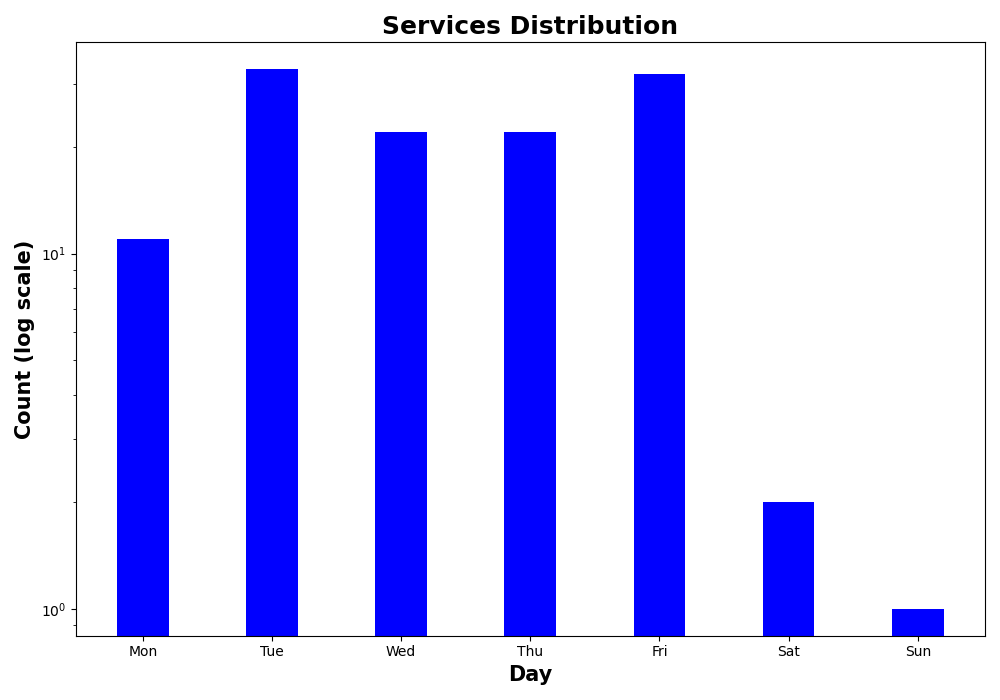 Services Distribution
Count (log scale)
10¹
10⁰
Mon Tue Wed Thu Fri Sat Sun
Day